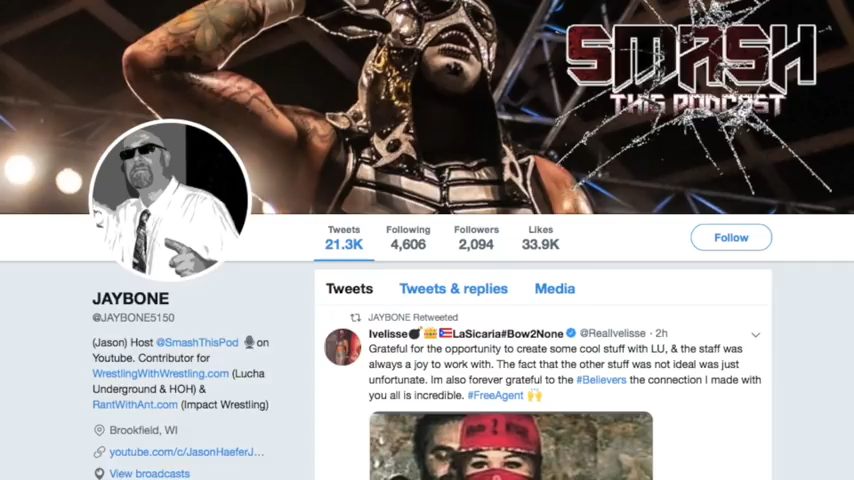 SMASH
THIS PODCAST
Tweets
21.3K
Following
4,606
Followers
2,094
Likes
33.9K
Follow
JAYBONE
@JAYBONE5150
(Jason) Host @SmashThisPod 🎙️on
Youtube. Contributor for
WrestlingWithWrestling.com (Lucha
Underground & HOH) &
RantWithAnt.com (Impact Wrestling)
Brookfield, WI
youtube.com/c/JasonHaeferJ...
View broadcasts
Tweets Tweets & replies Media
JAYBONE Retweeted
Ivelisse💣👑🇵🇷LaSicaria#Bow2None @RealIvelisse · 2h
Grateful for the opportunity to create some cool stuff with LU, & the staff was
always a joy to work with. The fact that the other stuff was not ideal was just
unfortunate. Im also forever grateful to the #Believers the connection I made with
you all is incredible. #FreeAgent 🙌